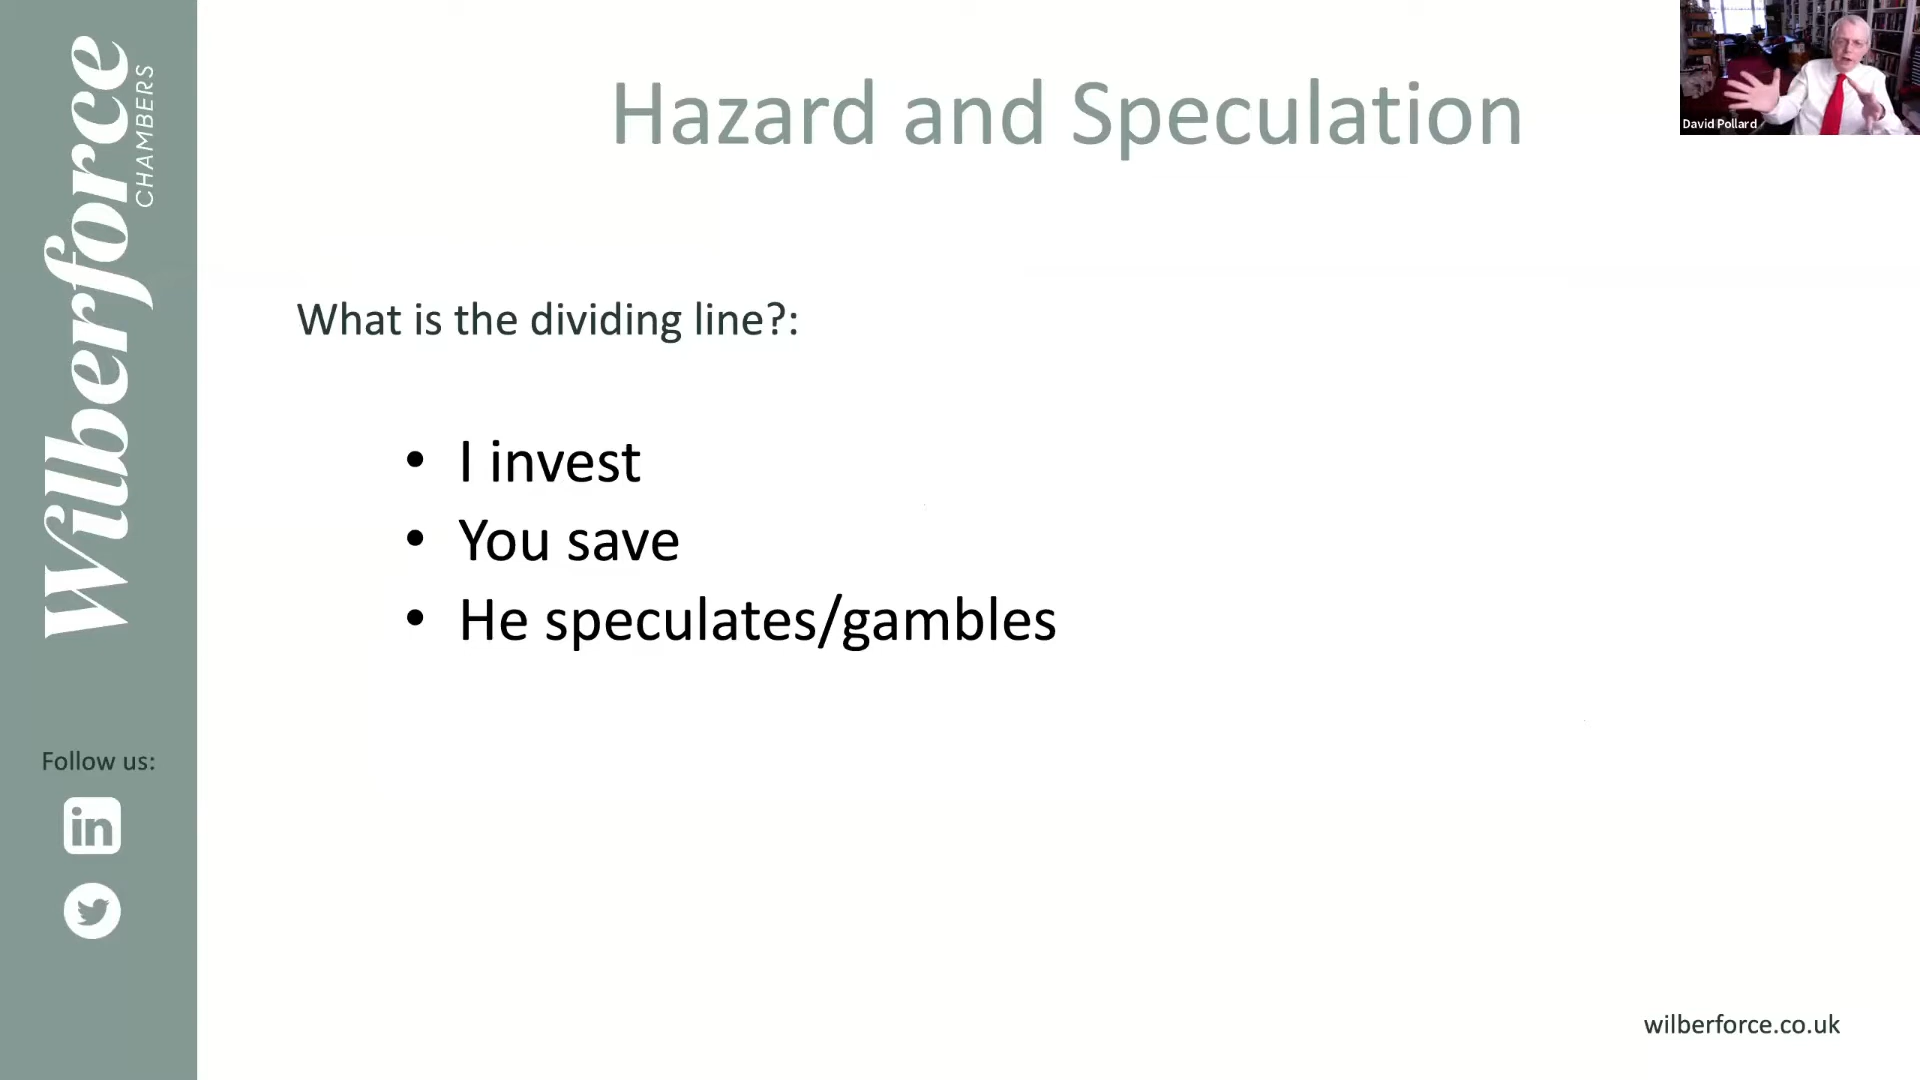 Wilberforce
CHAMBERS
Hazard and Speculation
David Pollard
What is the dividing line?:
• I invest
• You save
• He speculates/gambles
Follow us:
in
wilberforce.co.uk